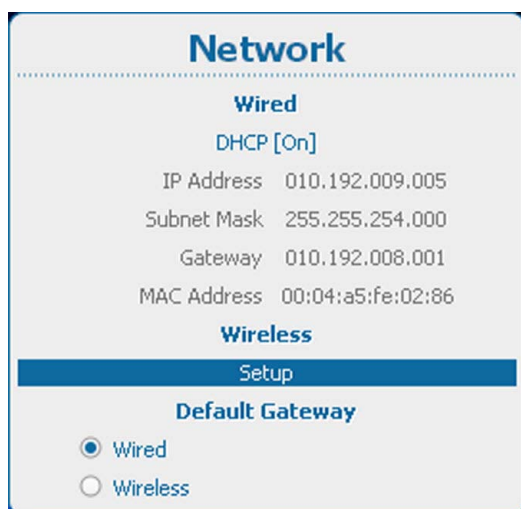 Network
Wired
DHCP [On]
IP Address 010.192.009.005
Subnet Mask 255.255.254.000
Gateway 010.192.008.001
MAC Address 00:04:a5:fe:02:86
Wireless
Setup
Default Gateway
Wired
Wireless